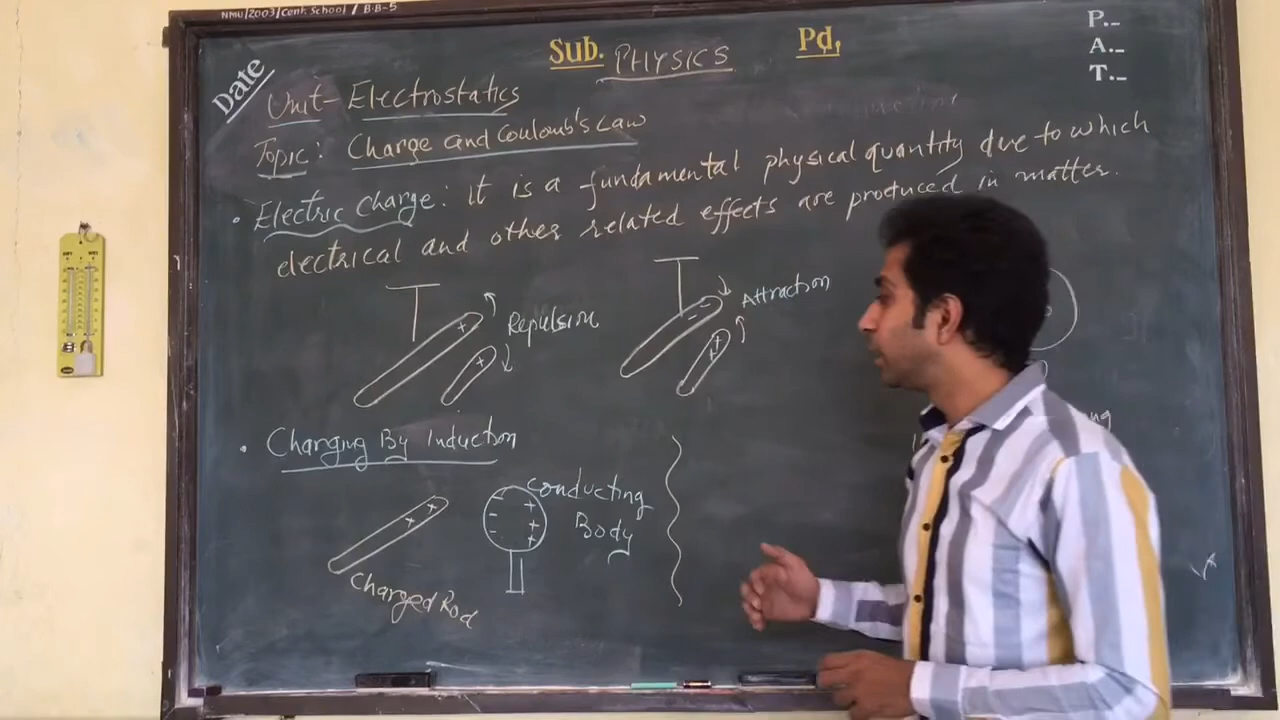 NMU/2003/Cent. School / B.B-5
Date
Sub. PHYSICS
Pd,
P.-
A.-
T.-
Unit- Electrostatics
Topic: Charge and Coulomb's Law
• Electric Charge: it is a fundamental physical quantity due to which
electrical and other related effects are produced in matter.
+
Repulsion
+
- -
Attraction
++
• Charging By Induction
+ +
Charged Rod
conducting
Body